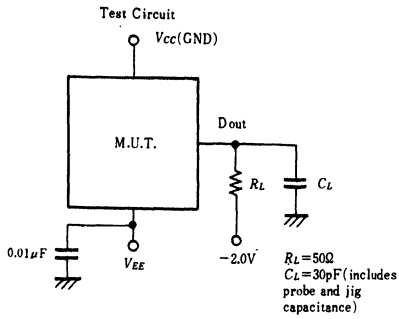 Test Circuit
Vcc(GND)
M.U.T.
Dout
RL
CL
0.01μF
VEE
−2.0V
RL=50Ω
CL=30pF(includes
probe and jig
capacitance)